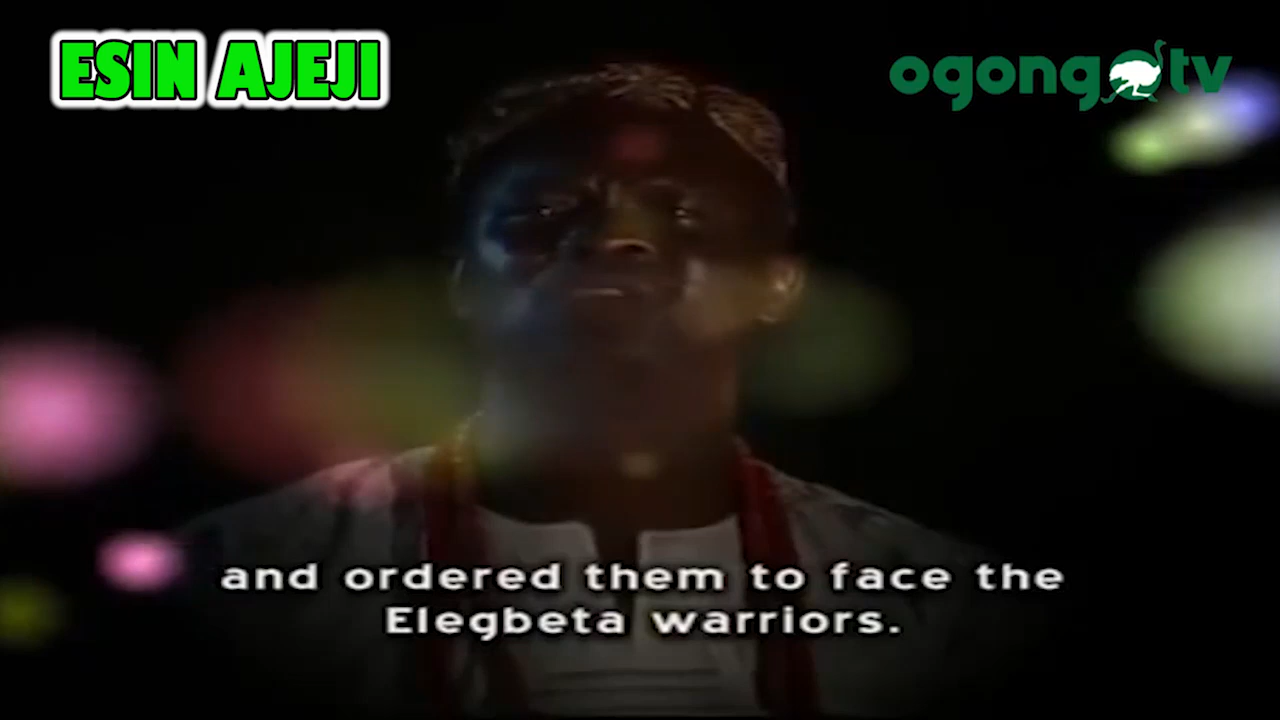 ESIN AJEJI
ogongotv
and ordered them to face the
Elegbeta warriors.